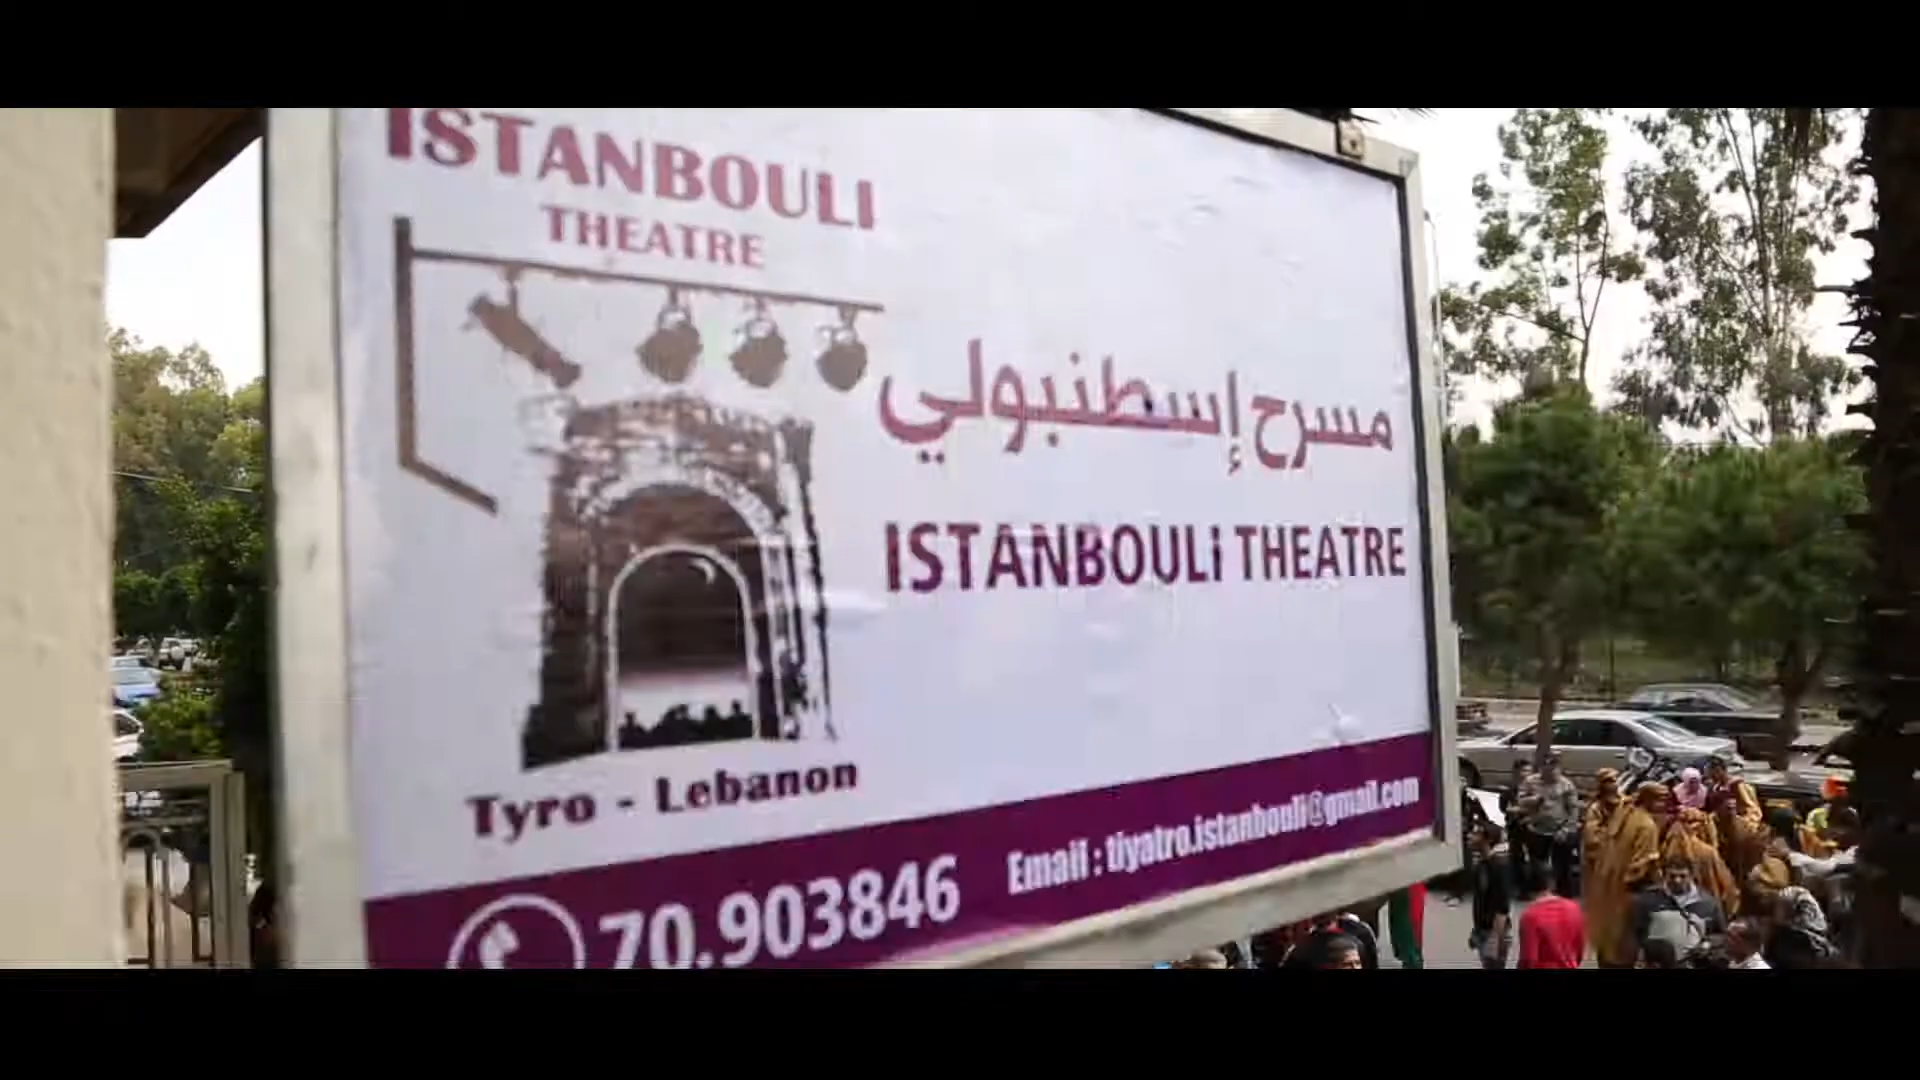 ISTANBOULI
THEATRE
مسرح إسطنبولي
ISTANBOULi THEATRE
Tyro - Lebanon
70.903846
Email : tiyatro.istanbouli@gmail.com